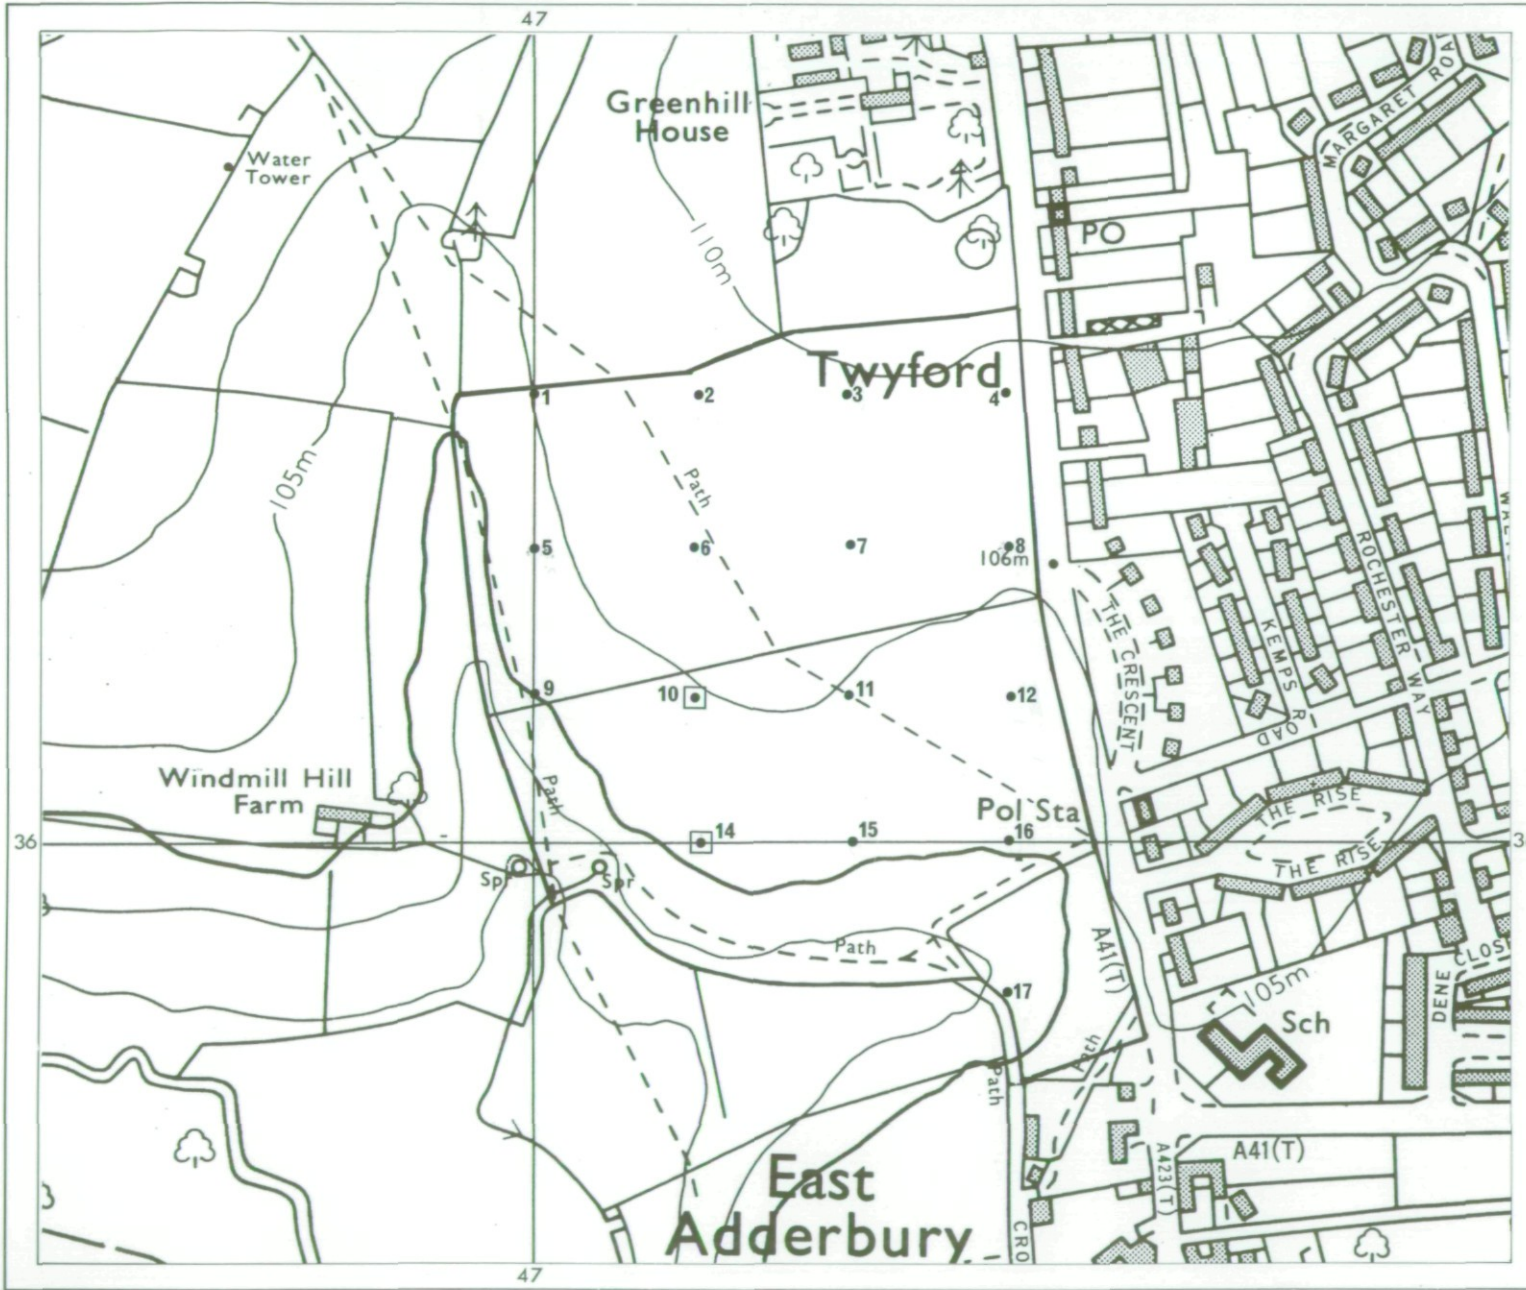 47
Greenhill
House
MARGARET ROA
Water
Tower
PO
110m
Twyford
1
2
3
4
105m
Path
5
6
7
8
106m
THE CRESCENT
KEMPS ROAD
ROCHESTER WAY
9
10
11
12
Windmill Hill
Farm
Path
Pol Sta
THE RISE
36
14
15
16
THE RISE
Spr
Spr
Path
A41(T)
CLOS
DENE
105m
17
Sch
Path
Path
A41(T)
A423(T)
East
Adderbury
CRO
47